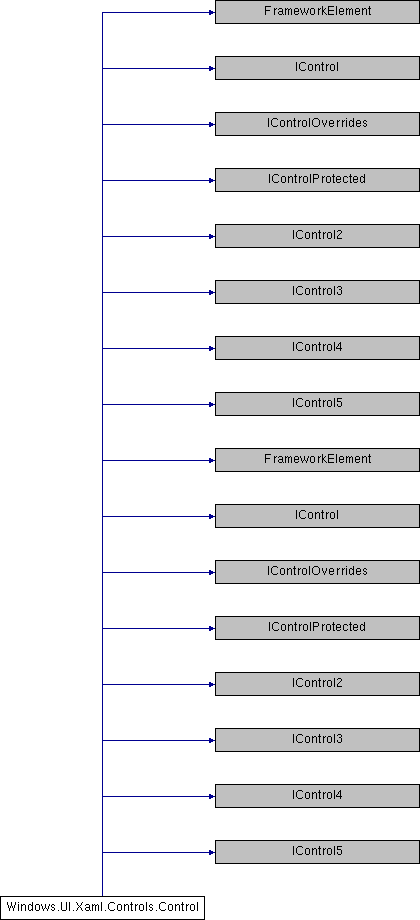 FrameworkElement
IControl
IControlOverrides
IControlProtected
IControl2
IControl3
IControl4
IControl5
FrameworkElement
IControl
IControlOverrides
IControlProtected
IControl2
IControl3
IControl4
IControl5
Windows.UI.Xaml.Controls.Control